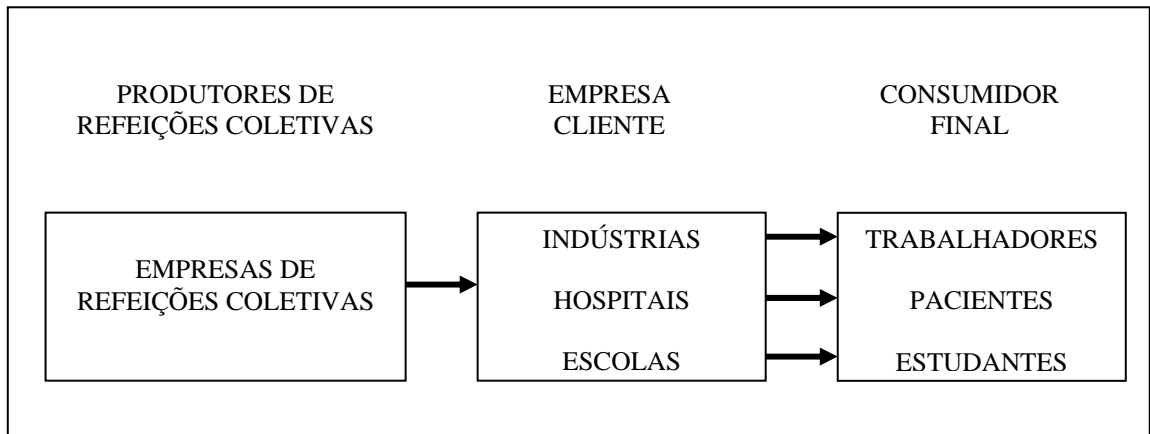 PRODUTORES DE
REFEIÇÕES COLETIVAS
EMPRESA
CLIENTE
CONSUMIDOR
FINAL
EMPRESAS DE
REFEIÇÕES COLETIVAS
INDÚSTRIAS
HOSPITAIS
ESCOLAS
TRABALHADORES
PACIENTES
ESTUDANTES